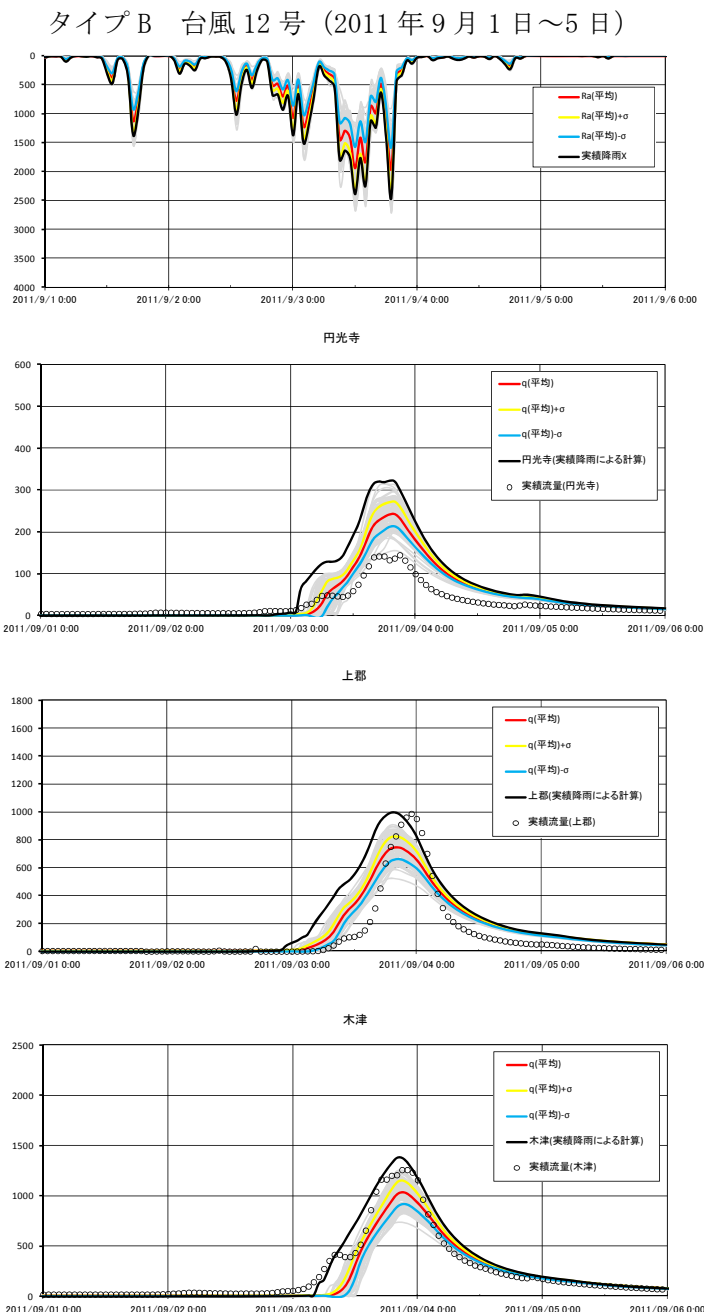 タイプB　台風12号（2011年9月1日～5日）
0
500
1000
1500
2000
2500
3000
3500
4000
Ra(平均)
Ra(平均)+σ
Ra(平均)-σ
実績降雨X
2011/9/1 0:00 2011/9/2 0:00 2011/9/3 0:00 2011/9/4 0:00 2011/9/5 0:00 2011/9/6 0:00
円光寺
600
500
400
300
200
100
0
q(平均)
q(平均)+σ
q(平均)-σ
円光寺(実績降雨による計算)
実績流量(円光寺)
2011/09/01 0:00 2011/09/02 0:00 2011/09/03 0:00 2011/09/04 0:00 2011/09/05 0:00 2011/09/06 0:00
上郡
1800
1600
1400
1200
1000
800
600
400
200
0
q(平均)
q(平均)+σ
q(平均)-σ
上郡(実績降雨による計算)
実績流量(上郡)
2011/09/01 0:00 2011/09/02 0:00 2011/09/03 0:00 2011/09/04 0:00 2011/09/05 0:00 2011/09/06 0:00
木津
2500
2000
1500
1000
500
0
q(平均)
q(平均)+σ
q(平均)-σ
木津(実績降雨による計算)
実績流量(木津)
2011/09/01 0:00 2011/09/02 0:00 2011/09/03 0:00 2011/09/04 0:00 2011/09/05 0:00 2011/09/06 0:00